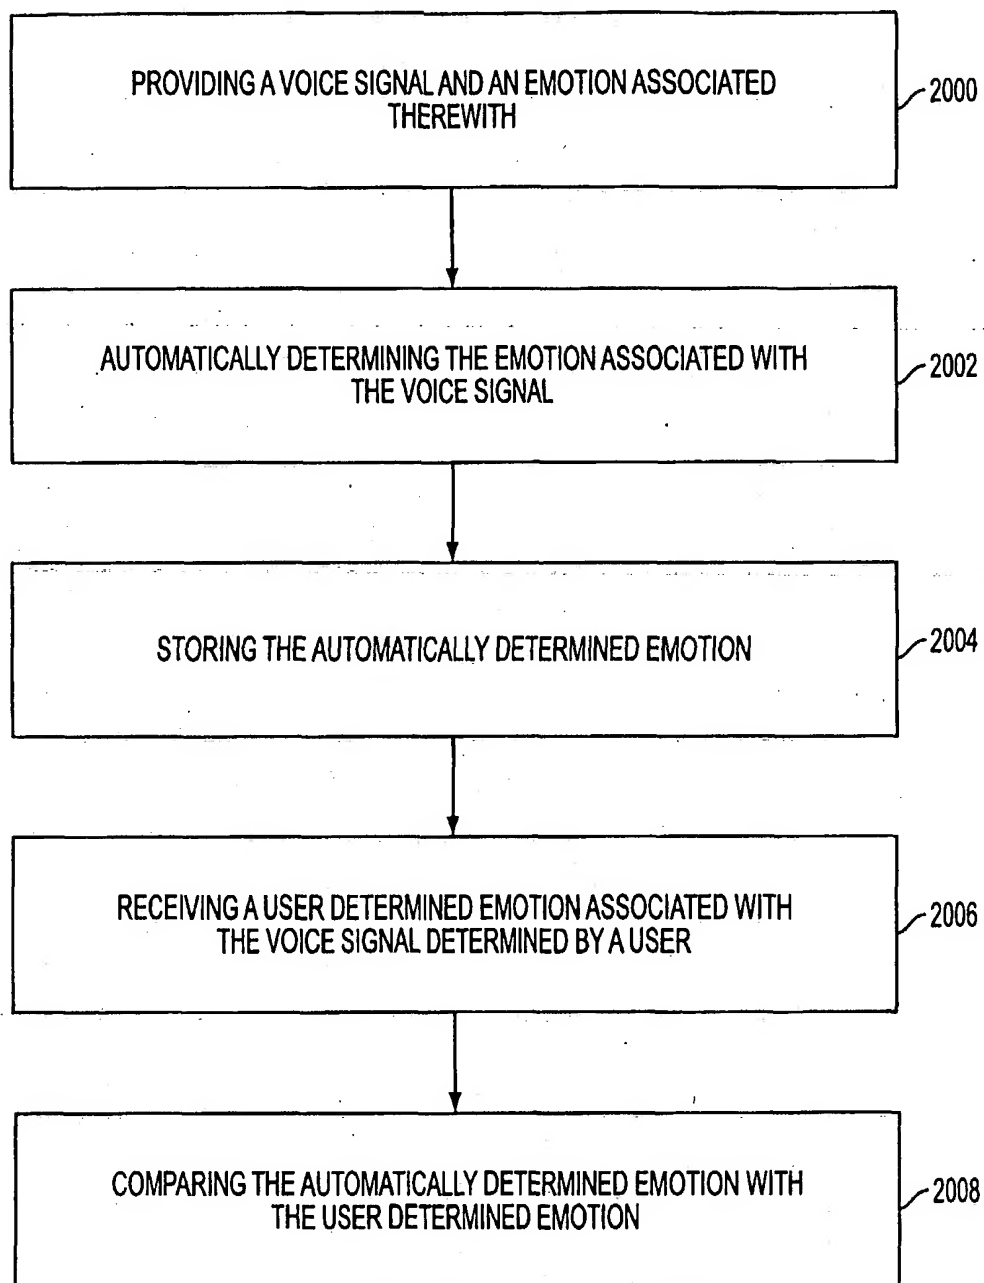 PROVIDING A VOICE SIGNAL AND AN EMOTION ASSOCIATED
THEREWITH
2000
AUTOMATICALLY DETERMINING THE EMOTION ASSOCIATED WITH
THE VOICE SIGNAL
2002
STORING THE AUTOMATICALLY DETERMINED EMOTION
2004
RECEIVING A USER DETERMINED EMOTION ASSOCIATED WITH
THE VOICE SIGNAL DETERMINED BY A USER
2006
COMPARING THE AUTOMATICALLY DETERMINED EMOTION WITH
THE USER DETERMINED EMOTION
2008